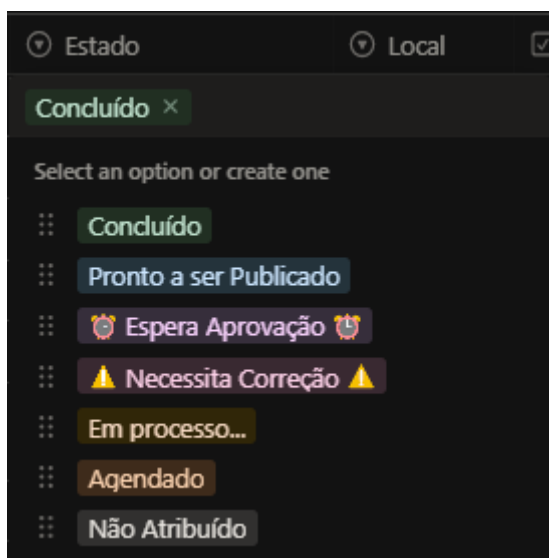 Estado Local
Concluído ×
Select an option or create one
Concluído
Pronto a ser Publicado
⏰ Espera Aprovação ⏰
⚠️ Necessita Correção ⚠️
Em processo...
Agendado
Não Atribuído